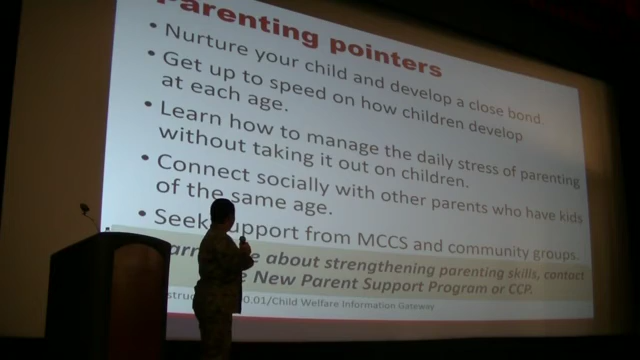 Parenting pointers
• Nurture your child and develop a close bond.
• Get up to speed on how children develop
at each age.
• Learn how to manage the daily stress of parenting
without taking it out on children.
• Connect socially with other parents who have kids
of the same age.
• Seek support from MCCS and community groups.
about strengthening parenting skills, contact
New Parent Support Program or CCP.
0.01/Child Welfare Information Gateway